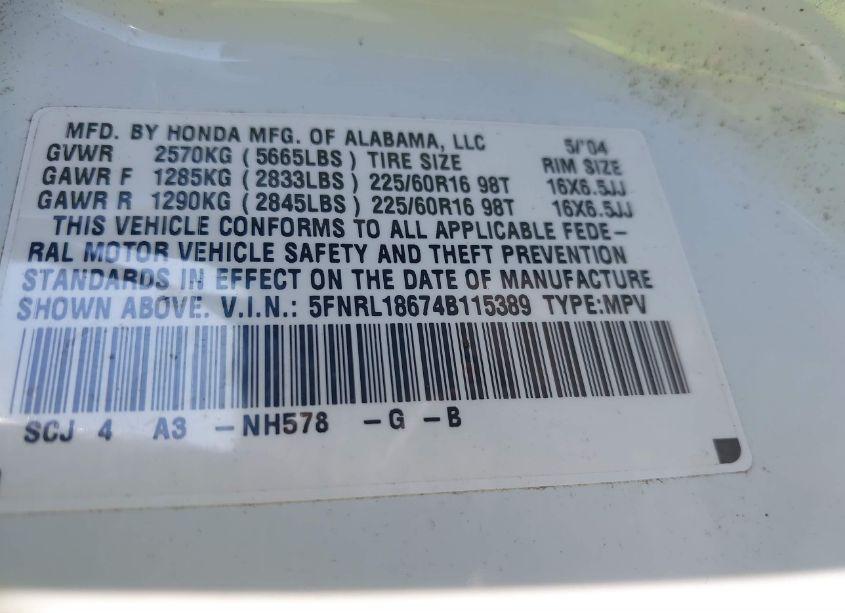 MFD. BY HONDA MFG. OF ALABAMA, LLC 5/'04
GVWR 2570KG ( 5665LBS ) TIRE SIZE RIM SIZE
GAWR F 1285KG ( 2833LBS ) 225/60R16 98T 16X6.5JJ
GAWR R 1290KG ( 2845LBS ) 225/60R16 98T 16X6.5JJ
THIS VEHICLE CONFORMS TO ALL APPLICABLE FEDE-
RAL MOTOR VEHICLE SAFETY AND THEFT PREVENTION
STANDARDS IN EFFECT ON THE DATE OF MANUFACTURE
SHOWN ABOVE. V.I.N.: 5FNRL18674B115389 TYPE:MPV
SCJ 4 A3 -NH578 -G -B